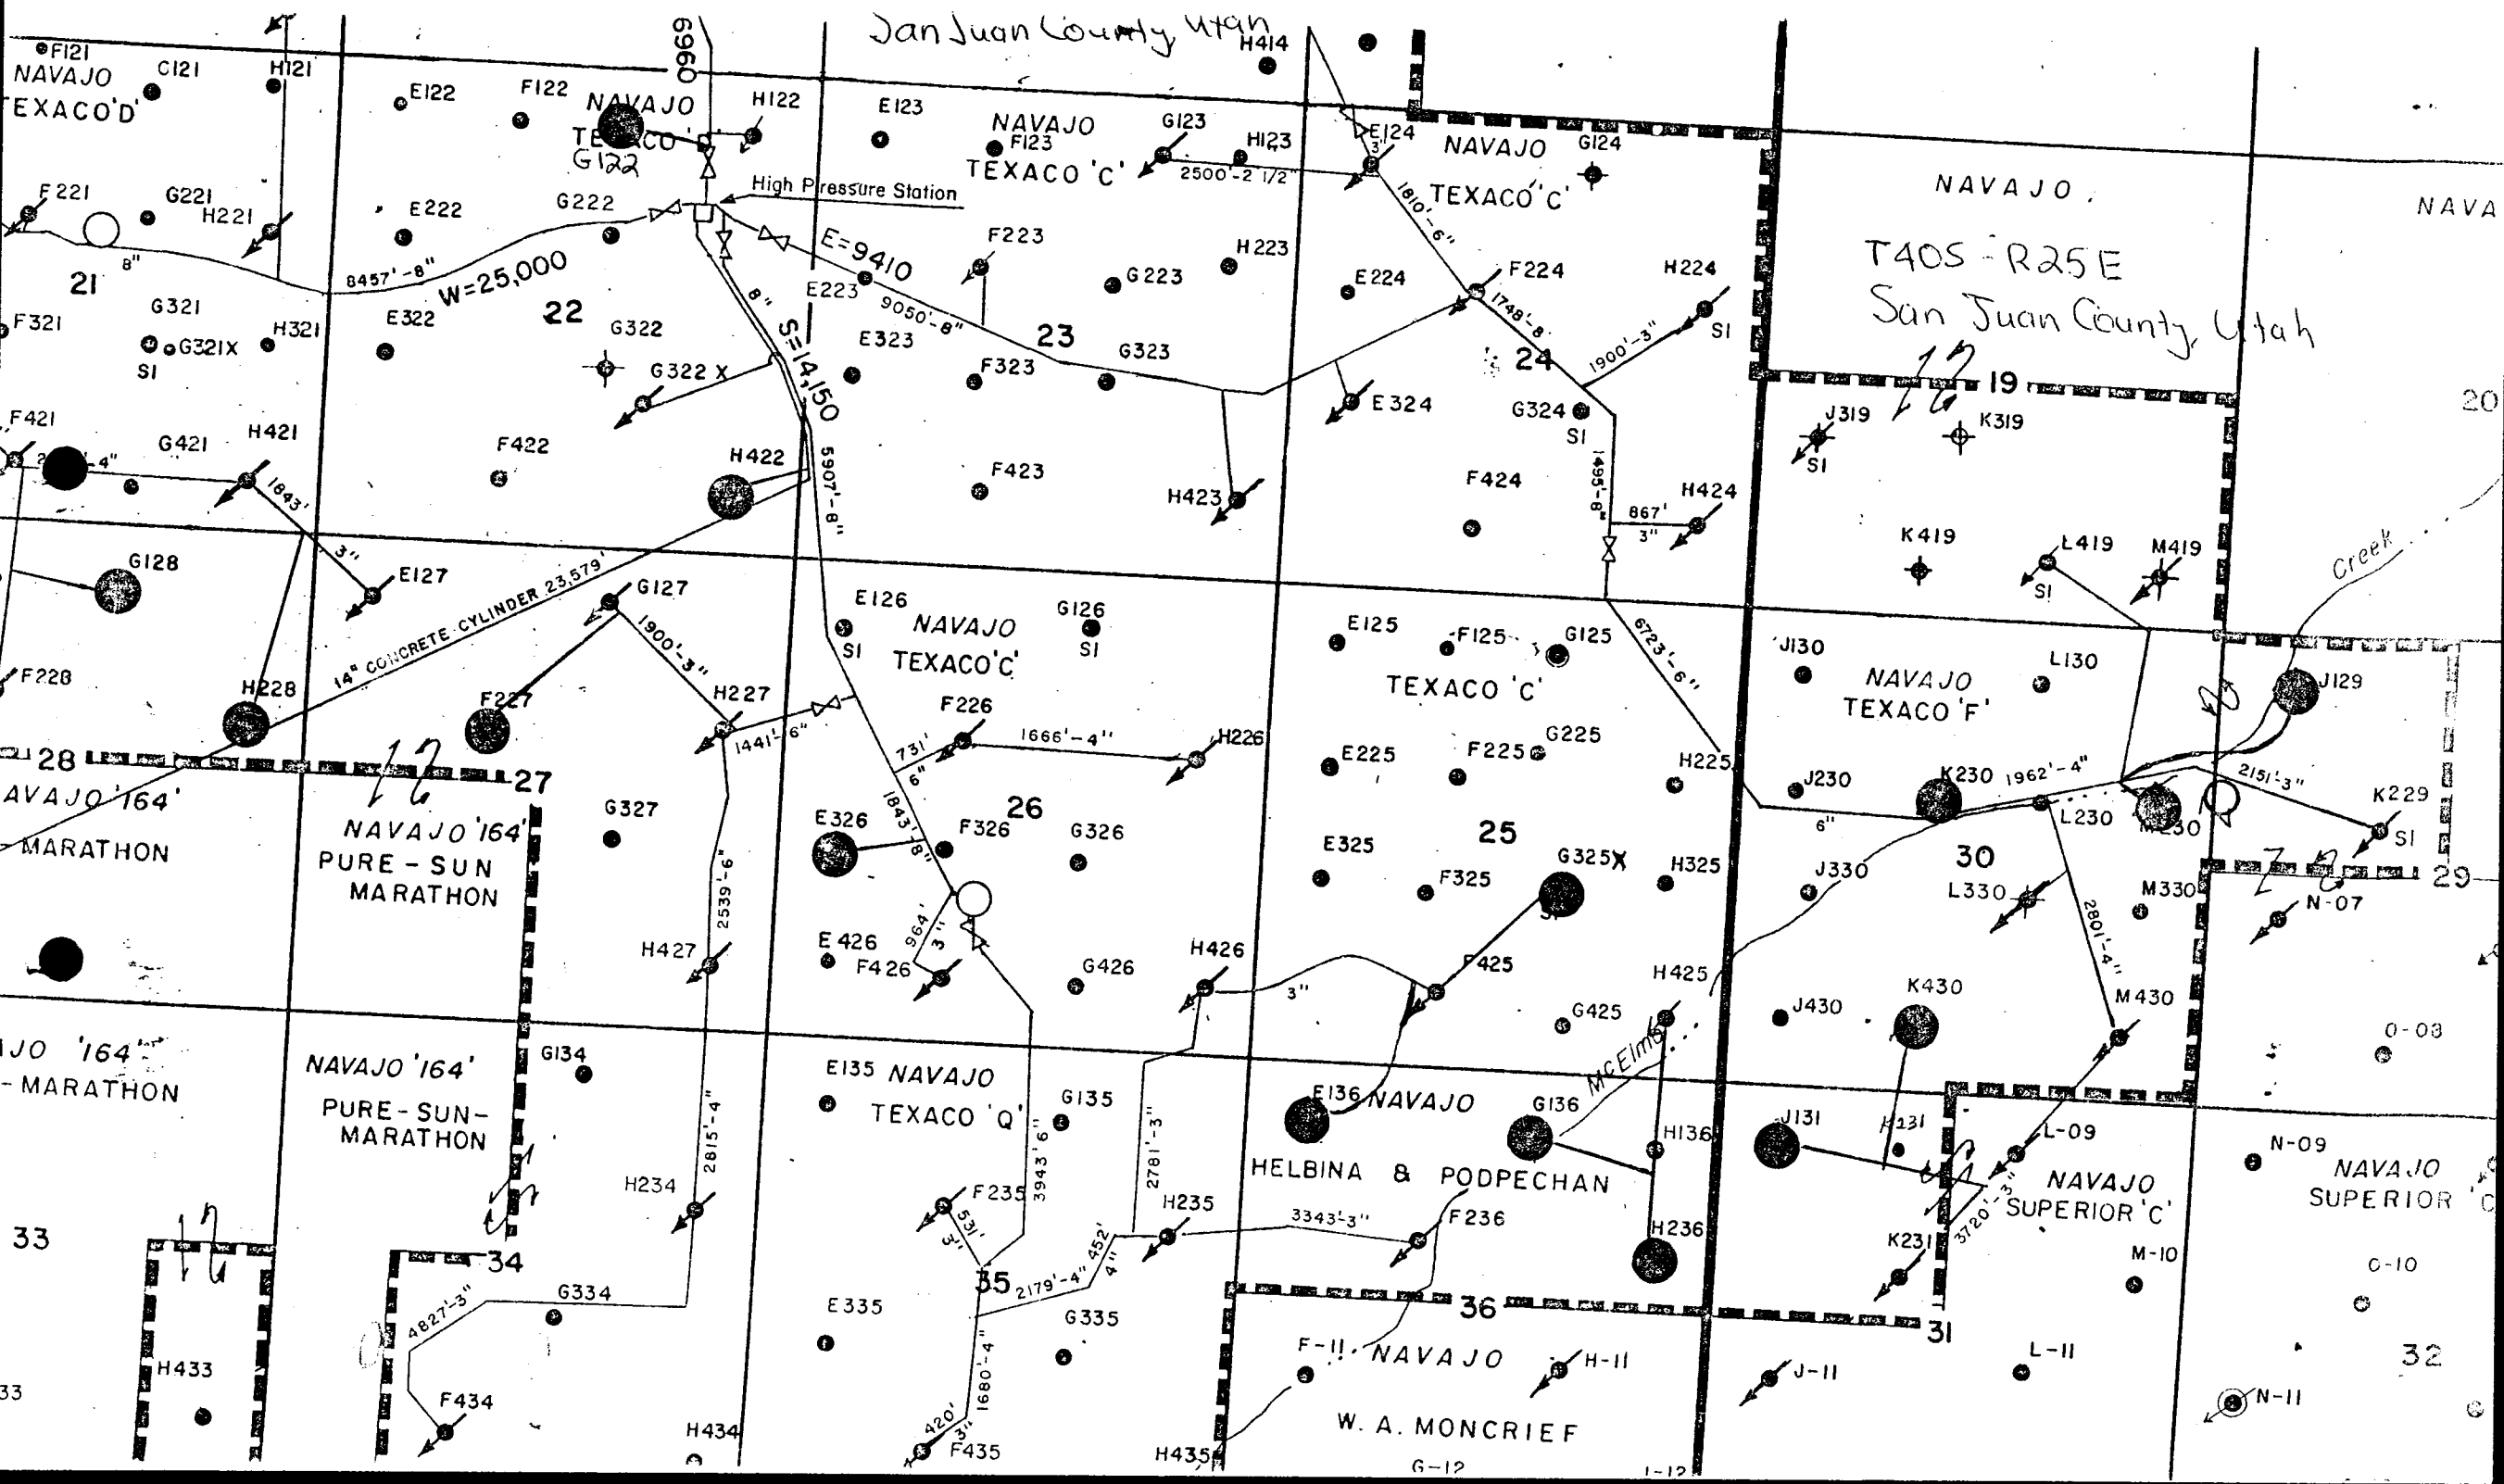 San Juan County, Utah
6960
H414
F121
NAVAJO
TEXACO 'D'
C121
H121
E122
F122
NAVAJO
G122
H122
E123
NAVAJO
F123
TEXACO 'C'
G123
H123
2500'-2 1/2"
E124
3"
NAVAJO
TEXACO 'C'
G124
1810'-6"
High Pressure Station
NAVAJO
T40S-R25E
San Juan County, Utah
NAVA
F221
G221
H221
8"
21
E222
G222
8457'-8"
W=25,000
22
E=9410
E223
9050'-8"
F223
G223
H223
E224
F224
1748'-8"
H224
SI
1900'-3"
F321
G321
G321X
SI
H321
E322
G322
G322 X
8"
S=14,150
E323
F323
23
G323
E324
24
G324
SI
19
J319
SI
K319
20
F421
G421
H421
1843'
3"
F422
H422
5907'-8"
F423
H423
F424
1495'-8"
867'
3"
H424
K419
L419
SI
M419
Creek
G128
E127
14" CONCRETE CYLINDER 23,579'
G127
1900'-3"
E126
SI
NAVAJO
TEXACO 'C'
G126
SI
E125
F125
G125
TEXACO 'C'
6723'-6"
J130
NAVAJO
TEXACO 'F'
L130
J129
F228
H228
F227
H227
1441'-6"
F226
731'
6"
1666'-4"
H226
E225
F225
G225
H225
J230
K230
1962'-4"
L230
M230
2151'-3"
K229
SI
28
27
NAVAJO '164'
MARATHON
NAVAJO '164'
PURE-SUN
MARATHON
G327
2539'-6"
E326
1843'-8"
F326
26
G326
E325
F325
25
G325X
H325
6"
30
J330
L330
M330
29
N-07
2801'-4"
H427
E426
F426
964'
3"
G426
H426
3"
F425
G425
H425
J430
K430
M430
O-08
McElmo
'164'
-MARATHON
NAVAJO '164'
PURE-SUN-
MARATHON
G134
2815'-4"
E135
NAVAJO
TEXACO 'Q'
3943'6"
G135
2781'-3"
E136
NAVAJO
G136
H136
HELBINA & PODPECHAN
J131
K131
L-09
NAVAJO
SUPERIOR 'C'
N-09
NAVAJO
SUPERIOR 'C
33
34
H234
F235
531'
3"
35
2179'-4"
452'
4"
H235
3343'-3"
F236
H236
3720'-3"
K231
M-10
O-10
H433
4827'-3"
F434
G334
H434
E335
1680'-4"
G335
420'
3"
F435
H435
36
F-11
NAVAJO
H-11
W. A. MONCRIEF
G-12
J-11
31
L-11
32
N-11